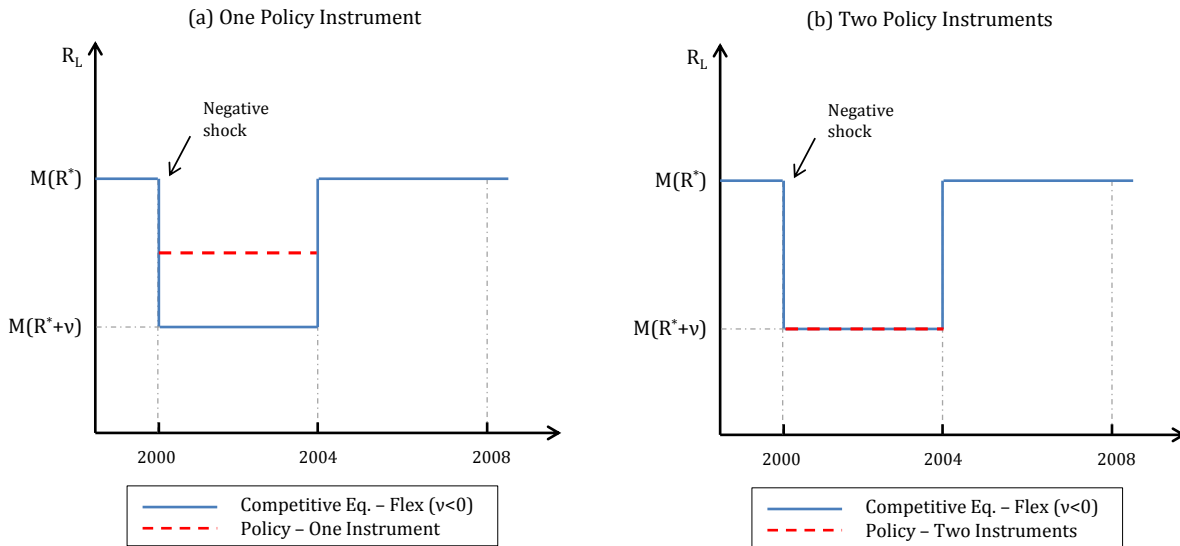 (a) One Policy Instrument
R_L
Negative
shock
M(R*)
M(R*+ν)
2000
2004
2008
Competitive Eq. – Flex (ν<0)
Policy – One Instrument
(b) Two Policy Instruments
R_L
Negative
shock
M(R*)
M(R*+ν)
2000
2004
2008
Competitive Eq. – Flex (ν<0)
Policy – Two Instruments